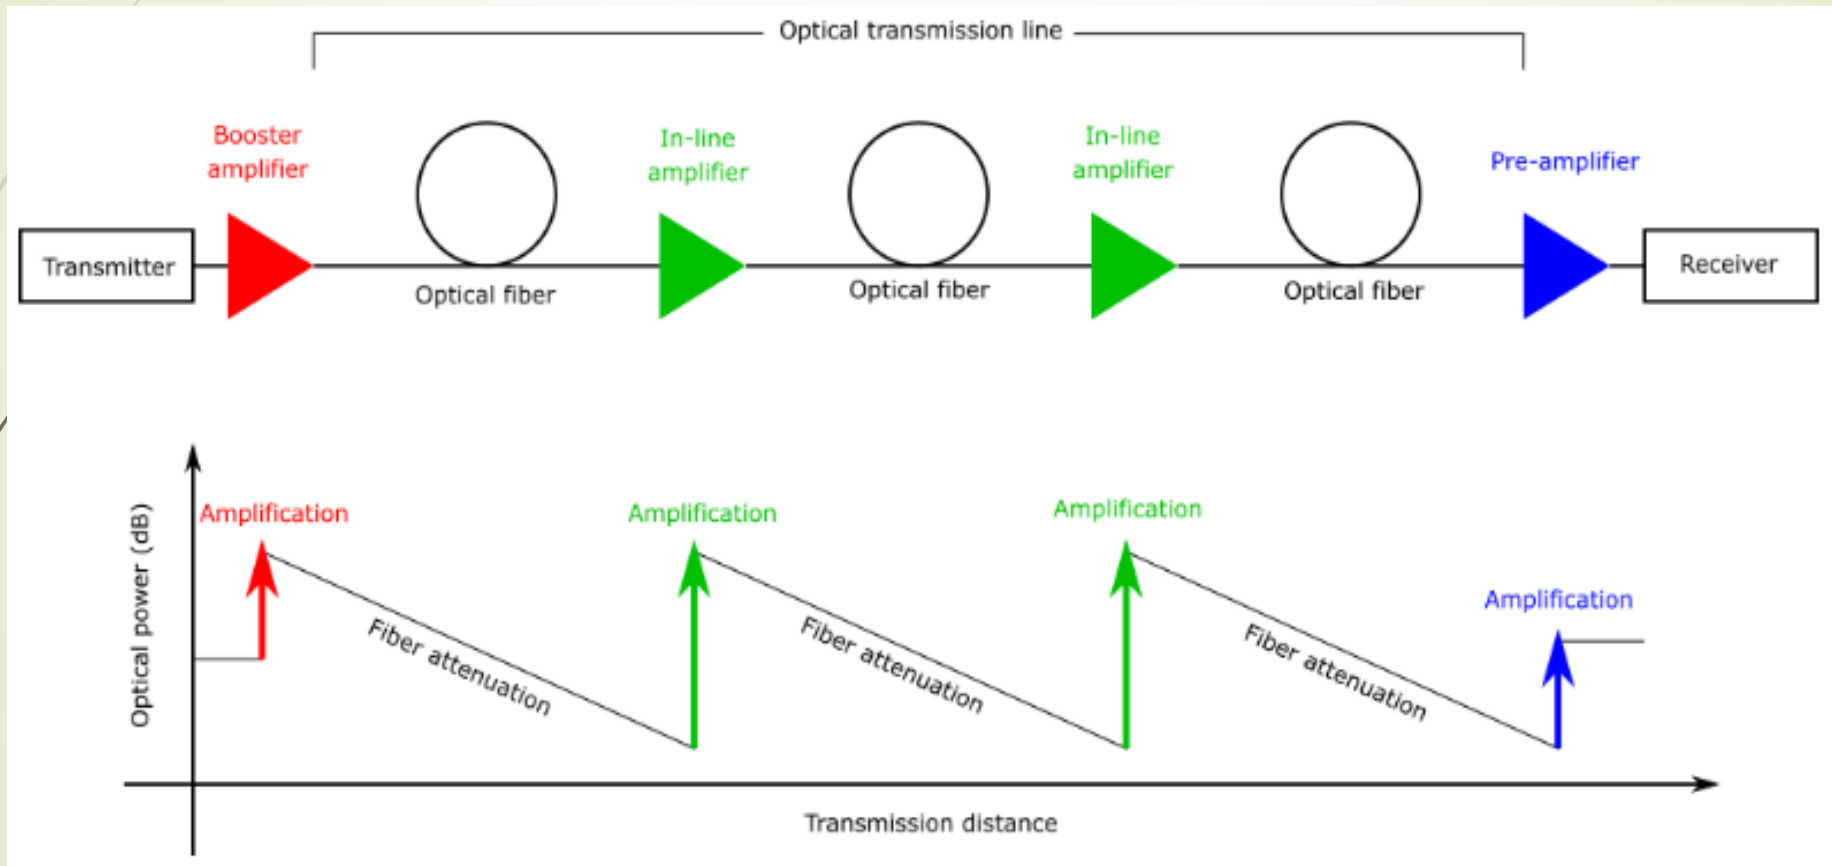 Optical transmission line
Booster
amplifier
In-line
amplifier
In-line
amplifier
Pre-amplifier
Transmitter
Optical fiber
Optical fiber
Optical fiber
Receiver
Optical power (dB)
Amplification
Fiber attenuation
Amplification
Fiber attenuation
Amplification
Fiber attenuation
Amplification
Transmission distance